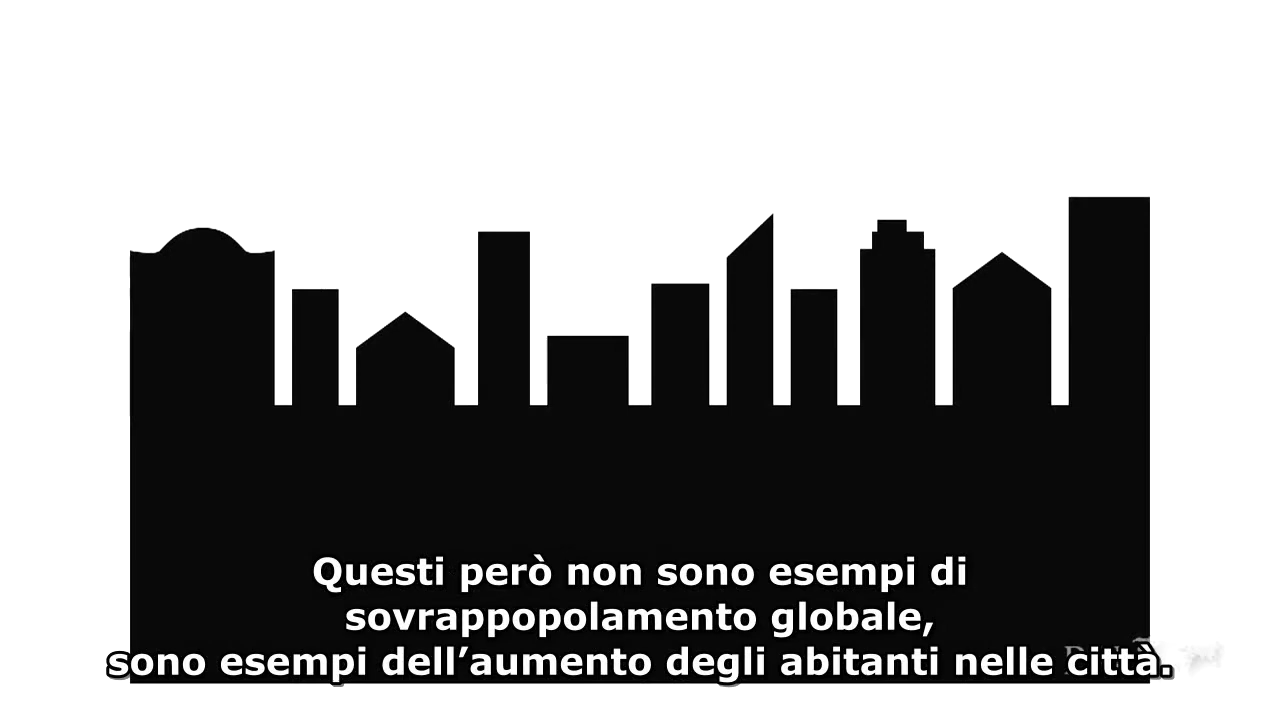 Questi però non sono esempi di
sovrappopolamento globale,
sono esempi dell’aumento degli abitanti nelle città.